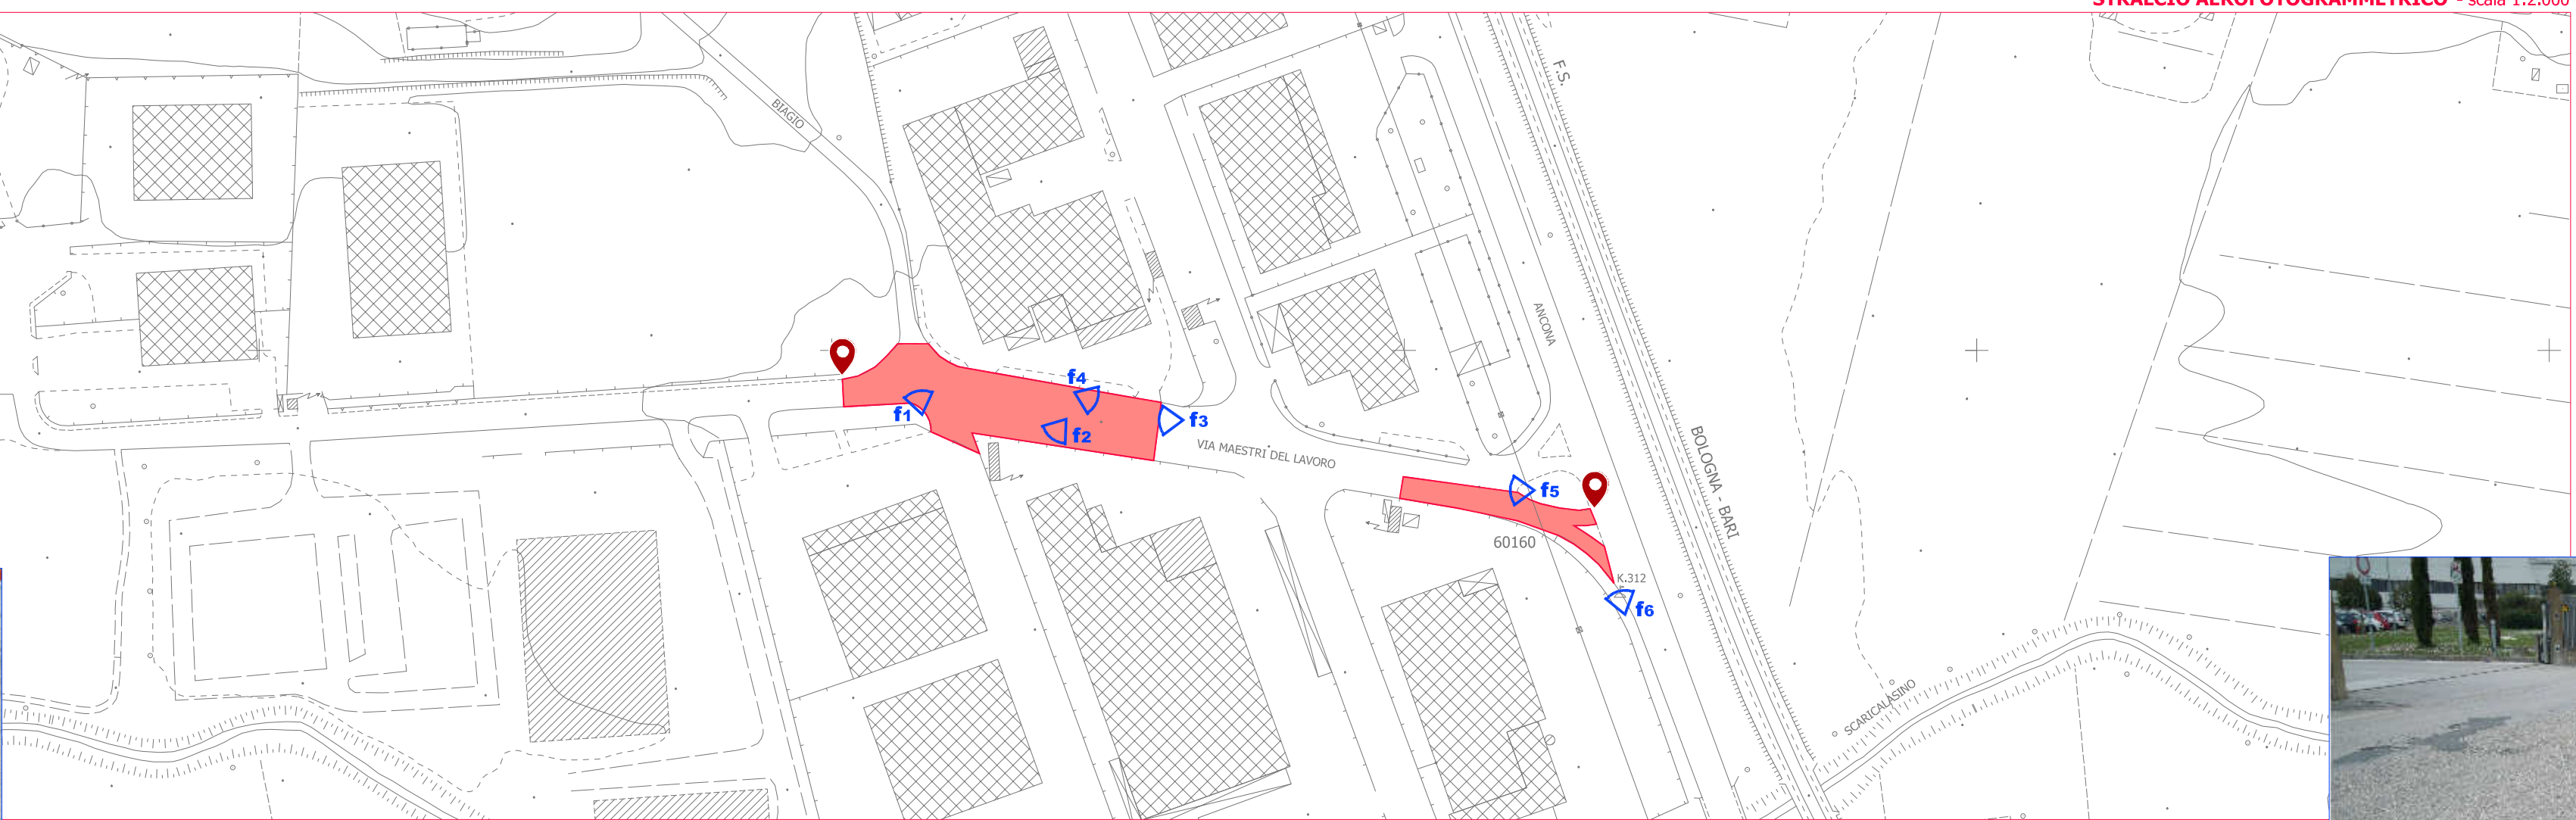 STRALCIO AEROFOTOGRAMMETRICO - scala 1:2.000
F.S.
BIAGIO
ANCONA
f4
f1
f3
f2
VIA MAESTRI DEL LAVORO
BOLOGNA - BARI
f5
60160
K.312
f6
SCARICALASINO